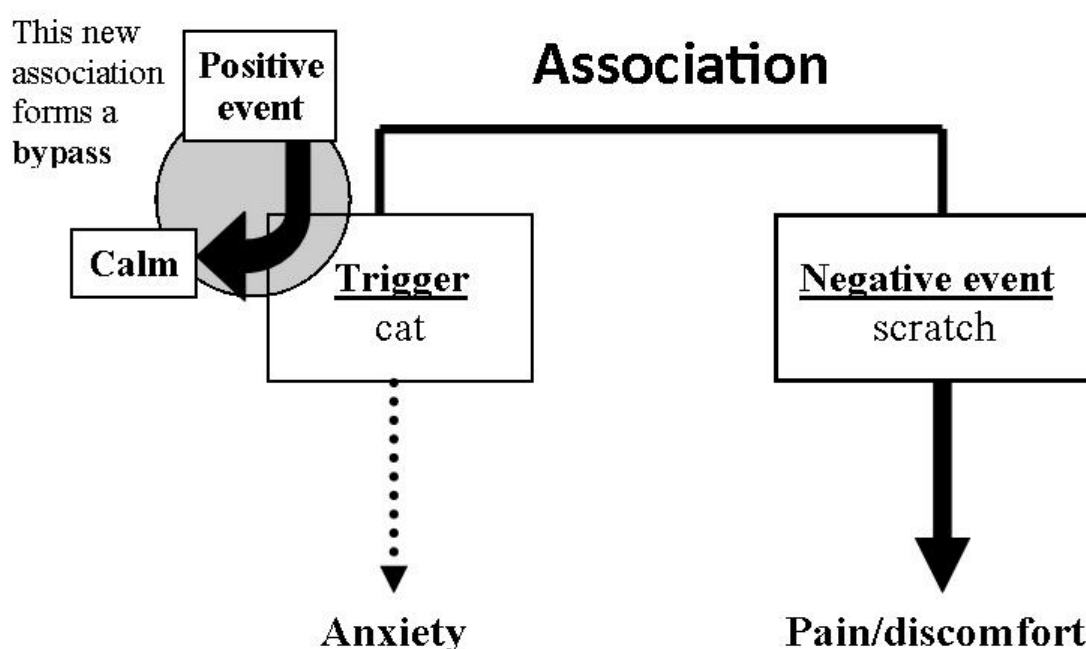 This new
association
forms a
bypass
Positive
event
Association
Calm
Trigger
cat
Negative event
scratch
Anxiety
Pain/discomfort